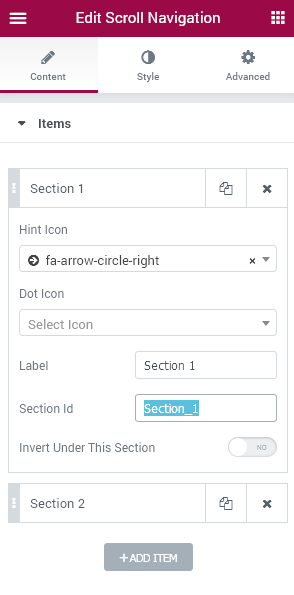 Edit Scroll Navigation
Content Style Advanced
Items
Section 1
Hint Icon
fa-arrow-circle-right ×
Dot Icon
Select Icon
Label Section 1
Section Id Section_1
Invert Under This Section NO
Section 2
+ ADD ITEM